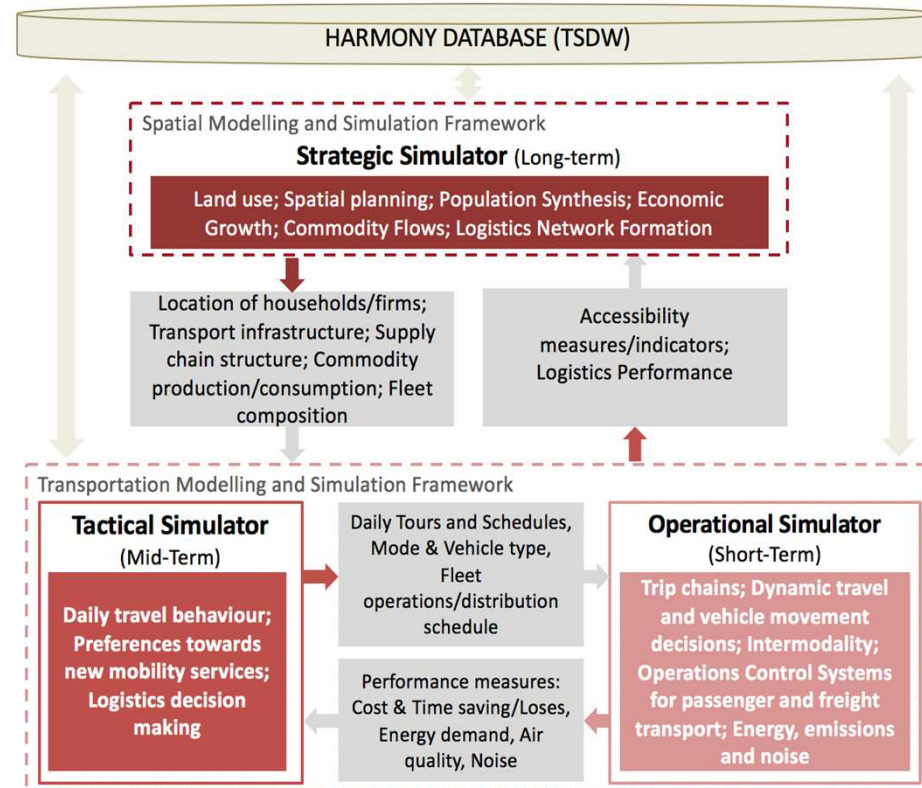 HARMONY DATABASE (TSDW)
Spatial Modelling and Simulation Framework
Strategic Simulator (Long-term)
Land use; Spatial planning; Population Synthesis; Economic
Growth; Commodity Flows; Logistics Network Formation
Location of households/firms;
Transport infrastructure; Supply
chain structure; Commodity
production/consumption; Fleet
composition
Accessibility
measures/indicators;
Logistics Performance
Transportation Modelling and Simulation Framework
Tactical Simulator
(Mid-Term)
Daily travel behaviour;
Preferences towards
new mobility services;
Logistics decision
making
Daily Tours and Schedules,
Mode & Vehicle type,
Fleet
operations/distribution
schedule
Performance measures:
Cost & Time saving/Loses,
Energy demand, Air
quality, Noise
Operational Simulator
(Short-Term)
Trip chains; Dynamic travel
and vehicle movement
decisions; Intermodality;
Operations Control Systems
for passenger and freight
transport; Energy, emissions
and noise